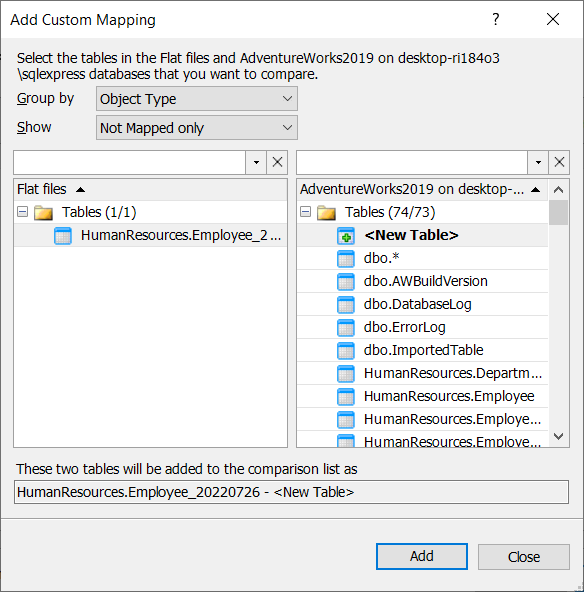 Add Custom Mapping
?
Select the tables in the Flat files and AdventureWorks2019 on desktop-ri184o3
\sqlexpress databases that you want to compare.
Group by Object Type
Show Not Mapped only
Flat files
Tables (1/1)
HumanResources.Employee_2 ...
AdventureWorks2019 on desktop-...
Tables (74/73)
<New Table>
dbo.*
dbo.AWBuildVersion
dbo.DatabaseLog
dbo.ErrorLog
dbo.ImportedTable
HumanResources.Departm...
HumanResources.Employee
HumanResources.Employe...
HumanResources.Employe...
These two tables will be added to the comparison list as
HumanResources.Employee_20220726 - <New Table>
Add
Close